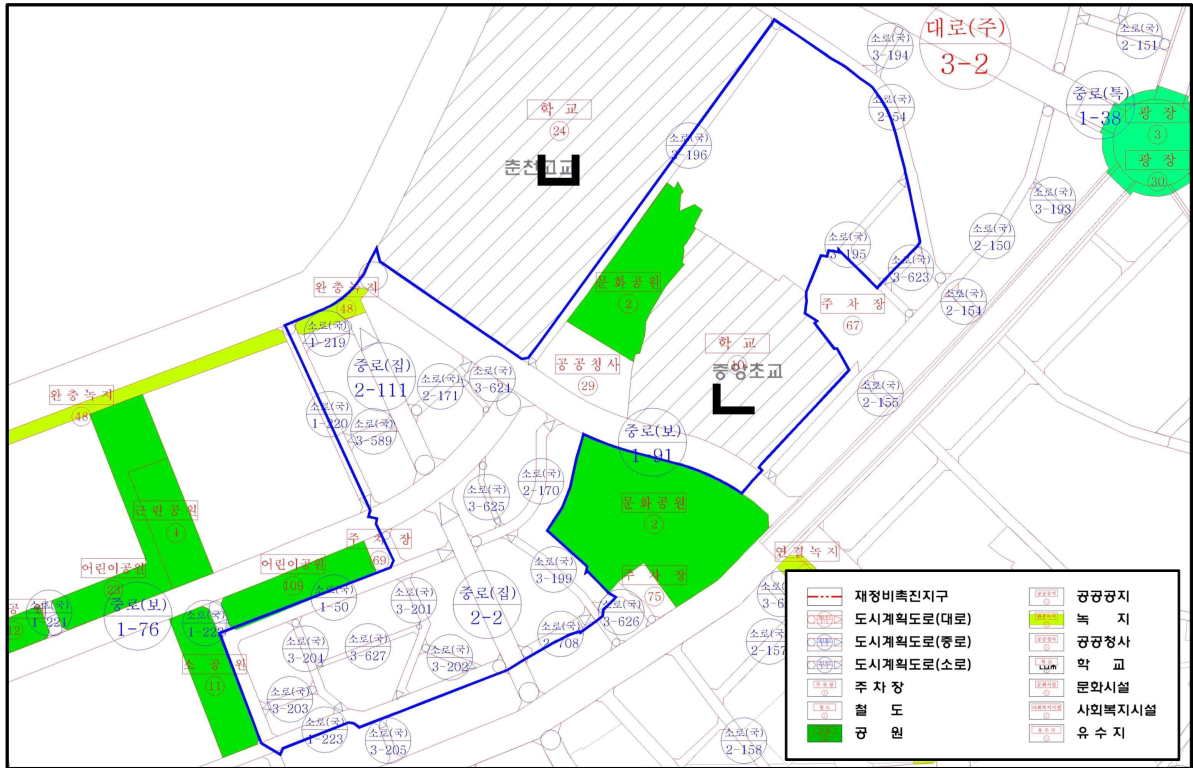 대로(주)
3-2
소로(국)
3-194
소로(국)
2-151
중로(특)
1-38
광 장
3
광 장
30
소로(국)
2-54
학 교
24
춘천고교
소로(국)
3-196
소로(국)
3-193
소로(국)
2-150
소로(국)
3-195
소로(국)
3-623
소로(국)
2-154
완충녹지
48
문화공원
2
주 차 장
67
소로(국)
1-219
중로(집)
2-111
소로(국)
2-171
소로(국)
3-624
공공청사
29
학 교
10
중앙초교
소로(국)
2-155
완충녹지
48
소로(국)
1-220
소로(국)
3-589
중로(보)
1-91
소로(국)
2-170
소로(국)
3-625
문화공원
2
근린공원
4
주 차 장
69
연결녹지
어린이공원
23
어린이공원
109
소로(국)
3-199
주 차 장
75
소로(국)
1-221
중로(보)
1-76
소로(국)
1-222
소로(국)
1-50
소로(국)
3-201
중로(집)
2-2
소로(국)
3-626
소로(국)
2-708
소로(국)
3-204
소로(국)
3-627
소로(국)
3-202
소로(국)
2-157
소공원
11
소로(국)
3-203
소로(국)
1-223
소로(국)
3-205
소로(국)
2-158
재정비촉진지구
도시계획도로(대로)
도시계획도로(중로)
도시계획도로(소로)
주 차 장
철 도
공 원
공공공지
녹 지
공공청사
학 교
문화시설
사회복지시설
유 수 지